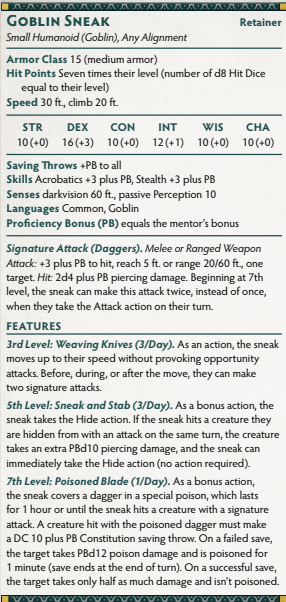 Goblin Sneak Retainer
Small Humanoid (Goblin), Any Alignment
Armor Class 15 (medium armor)
Hit Points Seven times their level (number of d8 Hit Dice
equal to their level)
Speed 30 ft., climb 20 ft.
STR DEX CON INT WIS CHA
10 (+0) 16 (+3) 10 (+0) 12 (+1) 10 (+0) 10 (+0)
Saving Throws +PB to all
Skills Acrobatics +3 plus PB, Stealth +3 plus PB
Senses darkvision 60 ft., passive Perception 10
Languages Common, Goblin
Proficiency Bonus (PB) equals the mentor's bonus
Signature Attack (Daggers). Melee or Ranged Weapon
Attack: +3 plus PB to hit, reach 5 ft. or range 20/60 ft., one
target. Hit: 2d4 plus PB piercing damage. Beginning at 7th
level, the sneak can make this attack twice, instead of once,
when they take the Attack action on their turn.
Features
3rd Level: Weaving Knives (3/Day). As an action, the sneak
moves up to their speed without provoking opportunity
attacks. Before, during, or after the move, they can make
two signature attacks.
5th Level: Sneak and Stab (3/Day). As a bonus action, the
sneak takes the Hide action. If the sneak hits a creature they
are hidden from with an attack on the same turn, the creature
takes an extra PBd10 piercing damage, and the sneak can
immediately take the Hide action (no action required).
7th Level: Poisoned Blade (1/Day). As a bonus action,
the sneak covers a dagger in a special poison, which lasts
for 1 hour or until the sneak hits a creature with a signature
attack. A creature hit with the poisoned dagger must make
a DC 10 plus PB Constitution saving throw. On a failed save,
the target takes PBd12 poison damage and is poisoned for
1 minute (save ends at the end of turn). On a successful save,
the target takes only half as much damage and isn't poisoned.